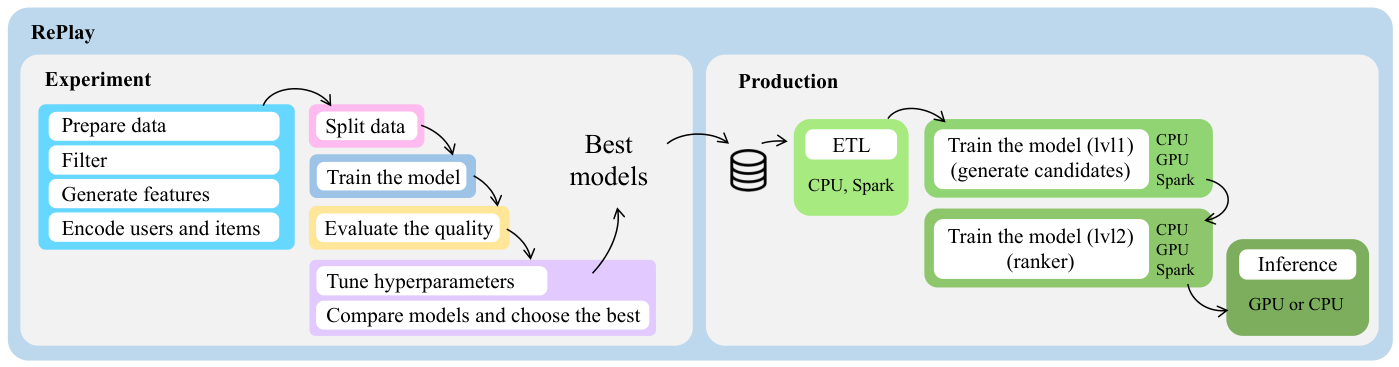 RePlay
Experiment
Prepare data
Filter
Generate features
Encode users and items
Split data
Train the model
Evaluate the quality
Tune hyperparameters
Compare models and choose the best
Best
models
Production
ETL
CPU, Spark
Train the model (lvl1)
(generate candidates)
CPU
GPU
Spark
Train the model (lvl2)
(ranker)
CPU
GPU
Spark
Inference
GPU or CPU